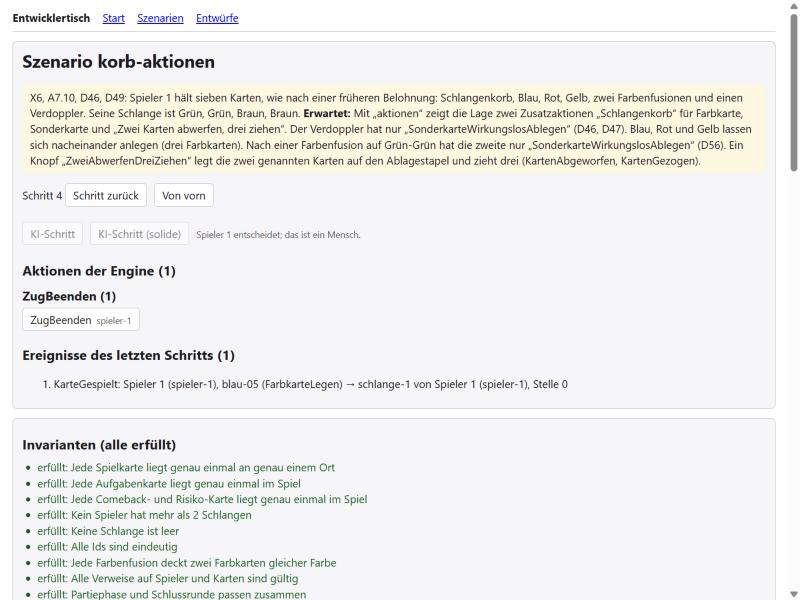 Entwicklertisch Start Szenarien Entwürfe
Szenario korb-aktionen
X6, A7.10, D46, D49: Spieler 1 hält sieben Karten, wie nach einer früheren Belohnung: Schlangenkorb, Blau, Rot, Gelb, zwei Farbenfusionen und einen
Verdoppler. Seine Schlange ist Grün, Grün, Braun, Braun. Erwartet: Mit „aktionen“ zeigt die Lage zwei Zusatzaktionen „Schlangenkorb“ für Farbkarte,
Sonderkarte und „Zwei Karten abwerfen, drei ziehen“. Der Verdoppler hat nur „SonderkarteWirkungslosAblegen“ (D46, D47). Blau, Rot und Gelb lassen
sich nacheinander anlegen (drei Farbkarten). Nach einer Farbenfusion auf Grün-Grün hat die zweite nur „SonderkarteWirkungslosAblegen“ (D56). Ein
Knopf „ZweiAbwerfenDreiZiehen“ legt die zwei genannten Karten auf den Ablagestapel und zieht drei (KartenAbgeworfen, KartenGezogen).
Schritt 4 Schritt zurück Von vorn
KI-Schritt KI-Schritt (solide) Spieler 1 entscheidet; das ist ein Mensch.
Aktionen der Engine (1)
ZugBeenden (1)
ZugBeenden spieler-1
Ereignisse des letzten Schritts (1)
1. KarteGespielt: Spieler 1 (spieler-1), blau-05 (FarbkarteLegen) → schlange-1 von Spieler 1 (spieler-1), Stelle 0
Invarianten (alle erfüllt)
• erfüllt: Jede Spielkarte liegt genau einmal an genau einem Ort
• erfüllt: Jede Aufgabenkarte liegt genau einmal im Spiel
• erfüllt: Jede Comeback- und Risiko-Karte liegt genau einmal im Spiel
• erfüllt: Kein Spieler hat mehr als 2 Schlangen
• erfüllt: Keine Schlange ist leer
• erfüllt: Alle Ids sind eindeutig
• erfüllt: Jede Farbenfusion deckt zwei Farbkarten gleicher Farbe
• erfüllt: Alle Verweise auf Spieler und Karten sind gültig
• erfüllt: Partiephase und Schlussrunde passen zusammen